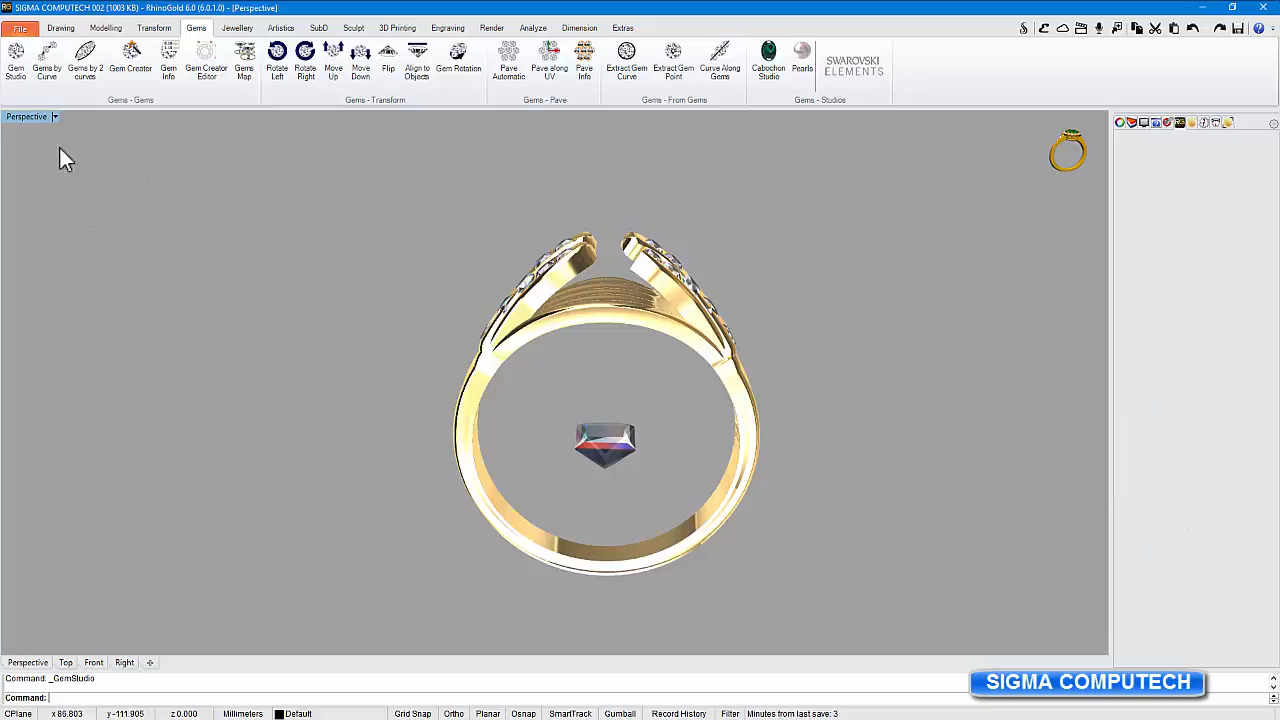 SIGMA COMPUTECH 002 (1003 KB) - RhinoGold 6.0 (6.0.1.0) - [Perspective]
File Drawing Modelling Transform Gems Jewellery Artistics SubD Sculpt 3D Printing Engraving Render Analyze Dimension Extras
Gem Studio Gems by Curve Gems by 2 curves Gem Creator Gem Info Gem Creator Editor Gem Map Rotate Left Rotate Right Move Up Move Down Flip Align to Objects Gem Rotation Pave Automatic Pave along UV Pave Info Extract Gem Curve Extract Gem Point Curve Along Gems Cabochon Studio Pearls SWAROVSKI ELEMENTS
Gems - Gems Gems - Transform Gems - Pave Gems - From Gems Gems - Studios
Perspective
Perspective Top Front Right
Command: _GemStudio
Command:
SIGMA COMPUTECH
CPlane x 86.803 y -111.905 z 0.000 Millimeters Default Grid Snap Ortho Planar Osnap SmartTrack Gumball Record History Filter Minutes from last save: 3